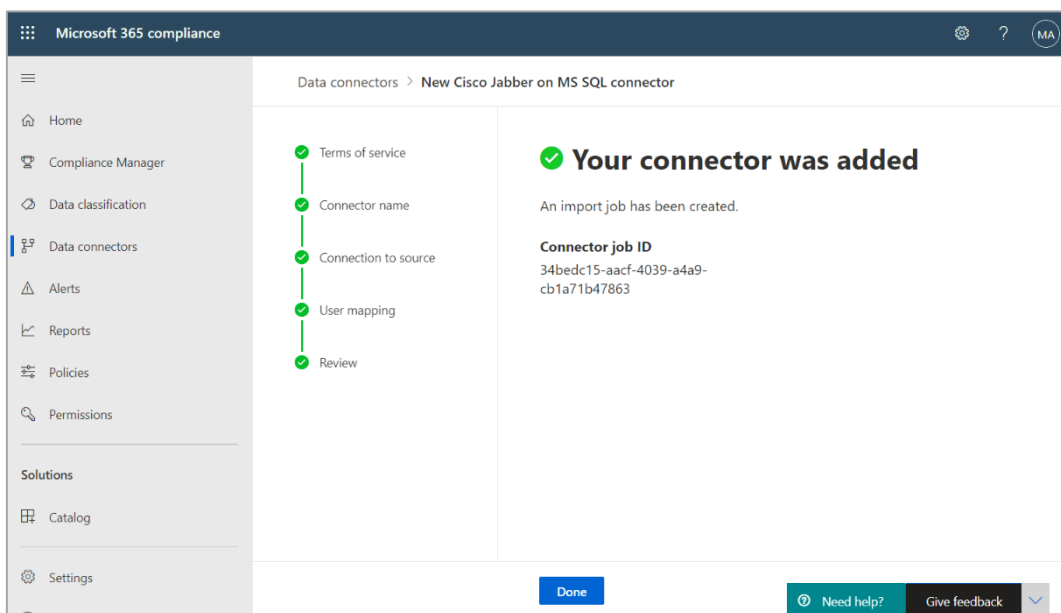 Microsoft 365 compliance
?
MA
Data connectors > New Cisco Jabber on MS SQL connector
Home
Compliance Manager
Data classification
Data connectors
Alerts
Reports
Policies
Permissions
Solutions
Catalog
Settings
Terms of service
Connector name
Connection to source
User mapping
Review
Your connector was added
An import job has been created.
Connector job ID
34bedc15-aacf-4039-a4a9-
cb1a71b47863
Done
Need help?
Give feedback